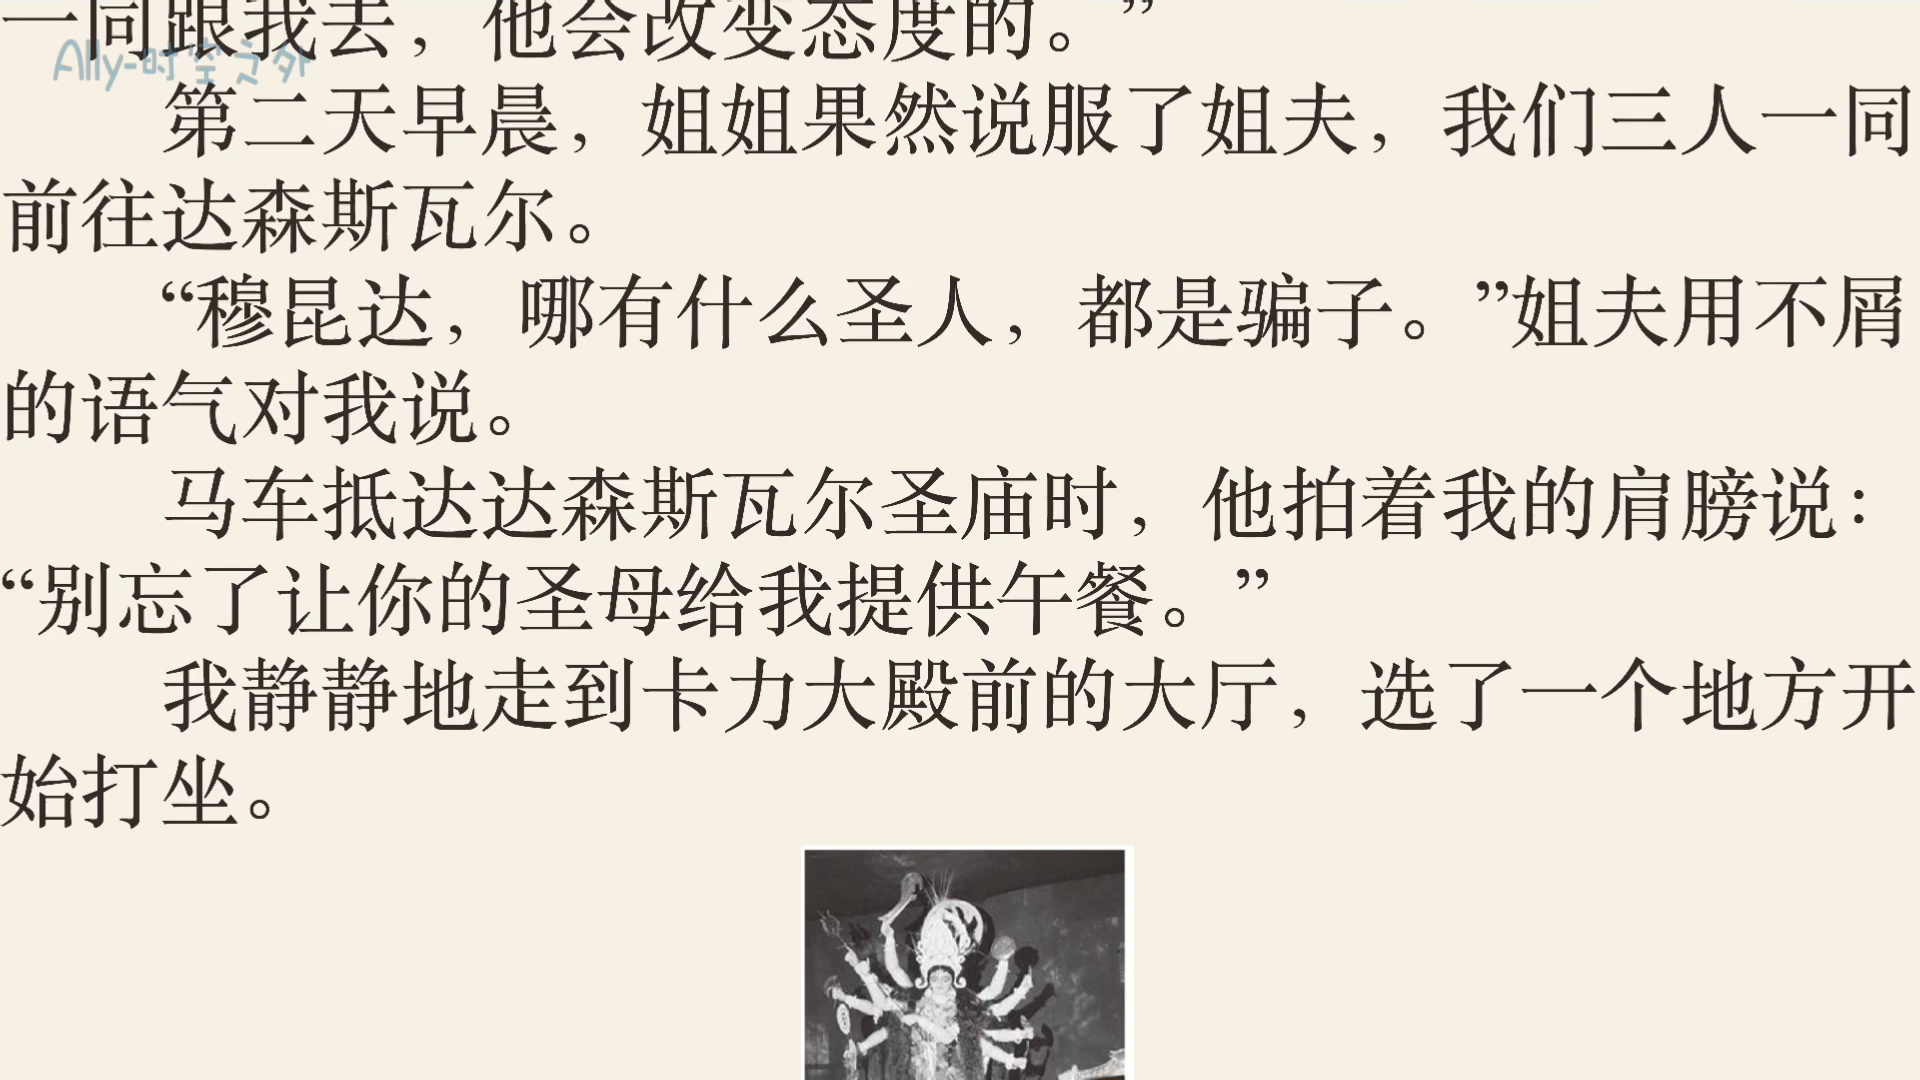 一同跟我去，他会改变态度的。”
Ally-时空之外
第二天早晨，姐姐果然说服了姐夫，我们三人一同
前往达森斯瓦尔。
“穆昆达，哪有什么圣人，都是骗子。”姐夫用不屑
的语气对我说。
马车抵达达森斯瓦尔圣庙时，他拍着我的肩膀说：
“别忘了让你的圣母给我提供午餐。”
我静静地走到卡力大殿前的大厅，选了一个地方开
始打坐。